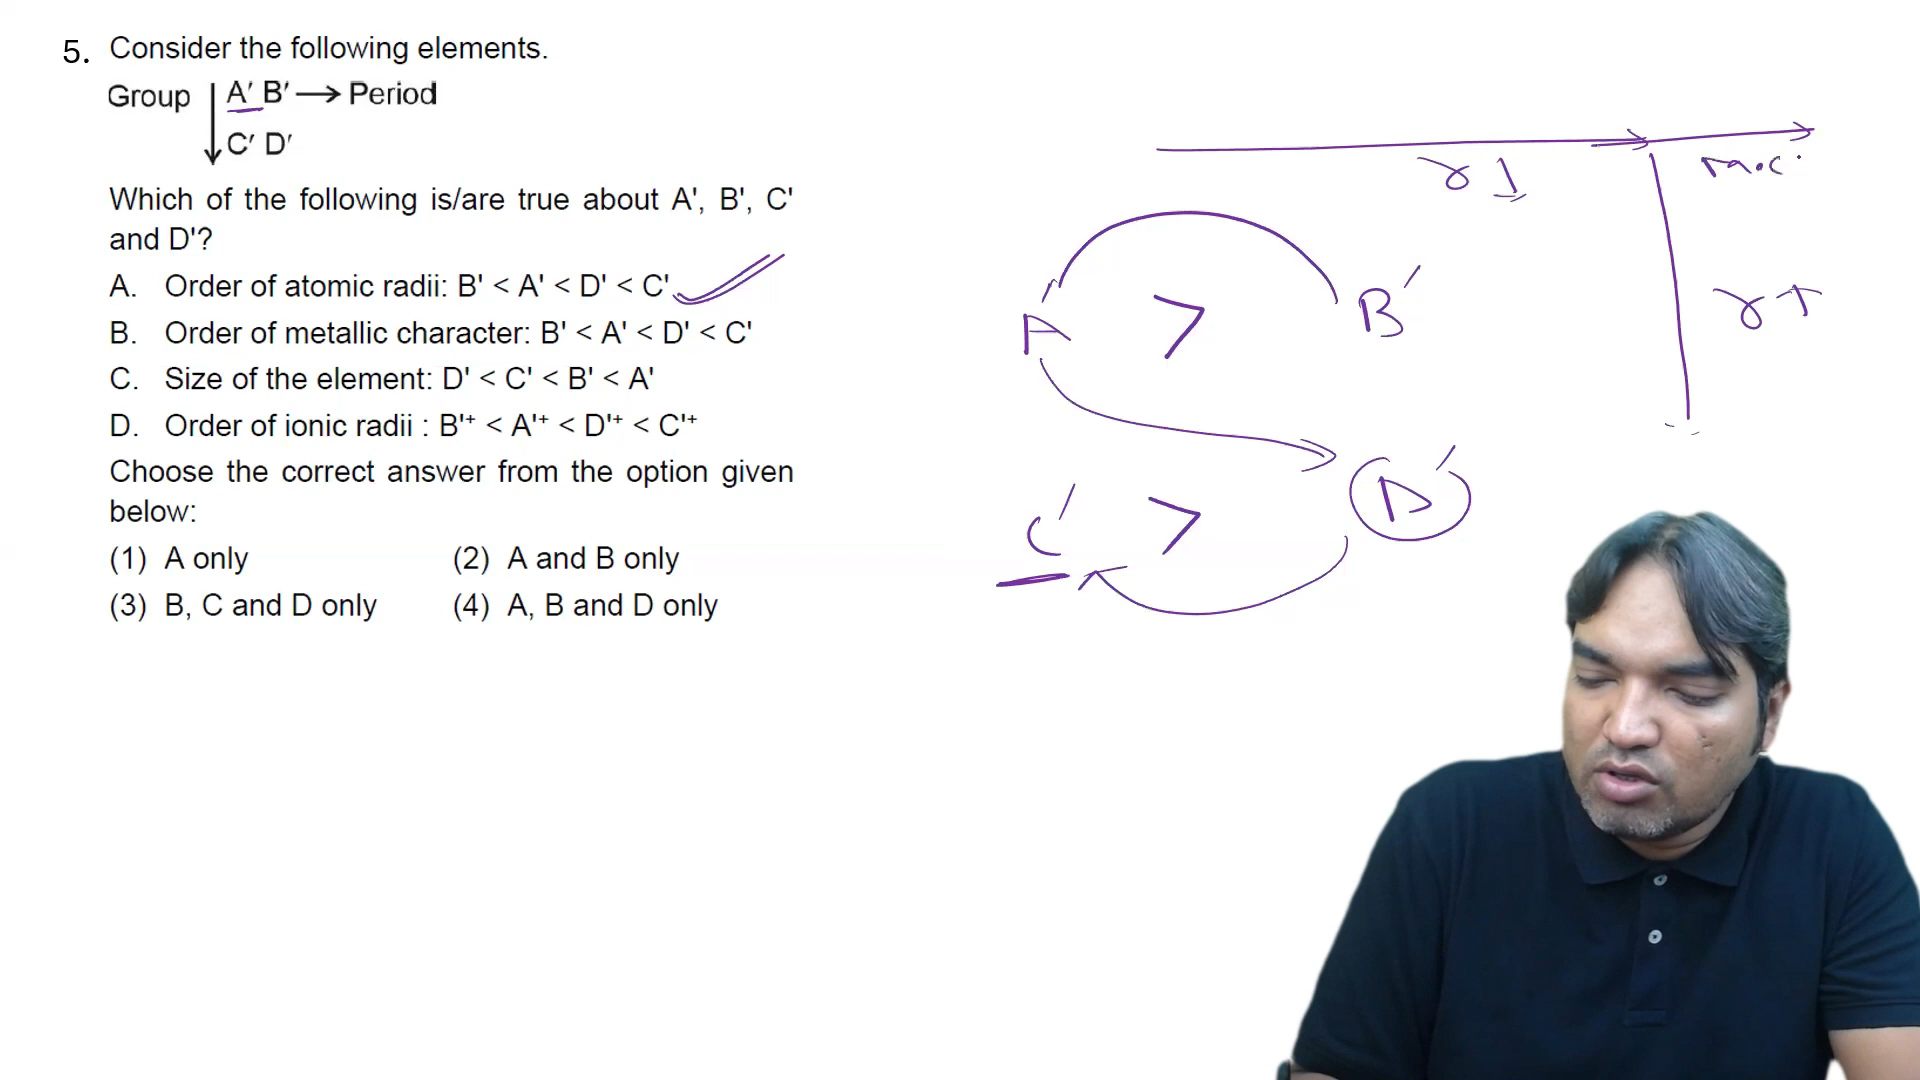 5. Consider the following elements.
Group A' B' → Period
C' D'
Which of the following is/are true about A', B', C'
and D'?
A. Order of atomic radii: B' < A' < D' < C'
B. Order of metallic character: B' < A' < D' < C'
C. Size of the element: D' < C' < B' < A'
D. Order of ionic radii : B'⁺ < A'⁺ < D'⁺ < C'⁺
Choose the correct answer from the option given
below:
(1) A only (2) A and B only
(3) B, C and D only (4) A, B and D only
r ↓ m.c.
A' > B' r ↑
C' > D'